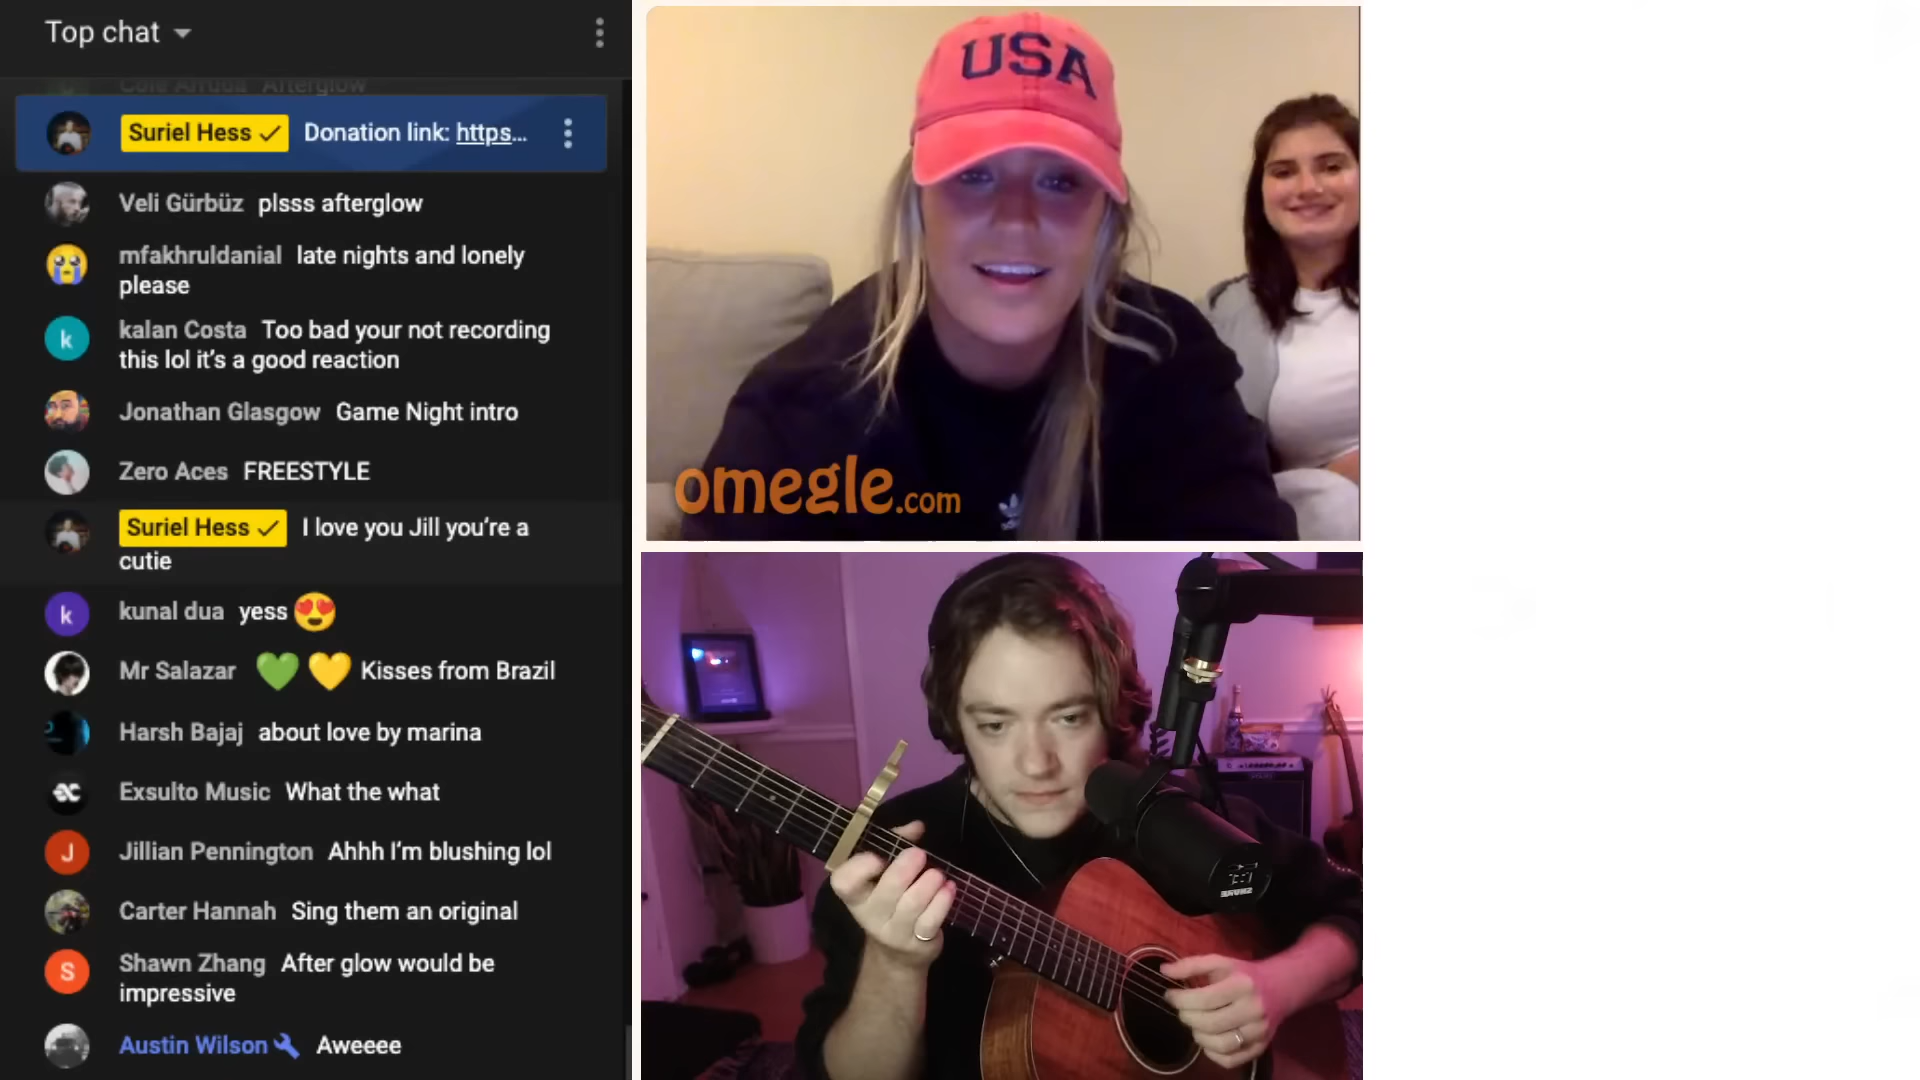 Top chat
Cole Arruda Afterglow
Suriel Hess Donation link: https...
Veli Gürbüz plsss afterglow
mfakhruldanial late nights and lonely
please
k
kalan Costa Too bad your not recording
this lol it's a good reaction
Jonathan Glasgow Game Night intro
Zero Aces FREESTYLE
Suriel Hess I love you Jill you're a
cutie
k
kunal dua yess
Mr Salazar Kisses from Brazil
Harsh Bajaj about love by marina
Exsulto Music What the what
J
Jillian Pennington Ahhh I'm blushing lol
Carter Hannah Sing them an original
S
Shawn Zhang After glow would be
impressive
Austin Wilson Aweeee
USA
omegle.com
SHURE